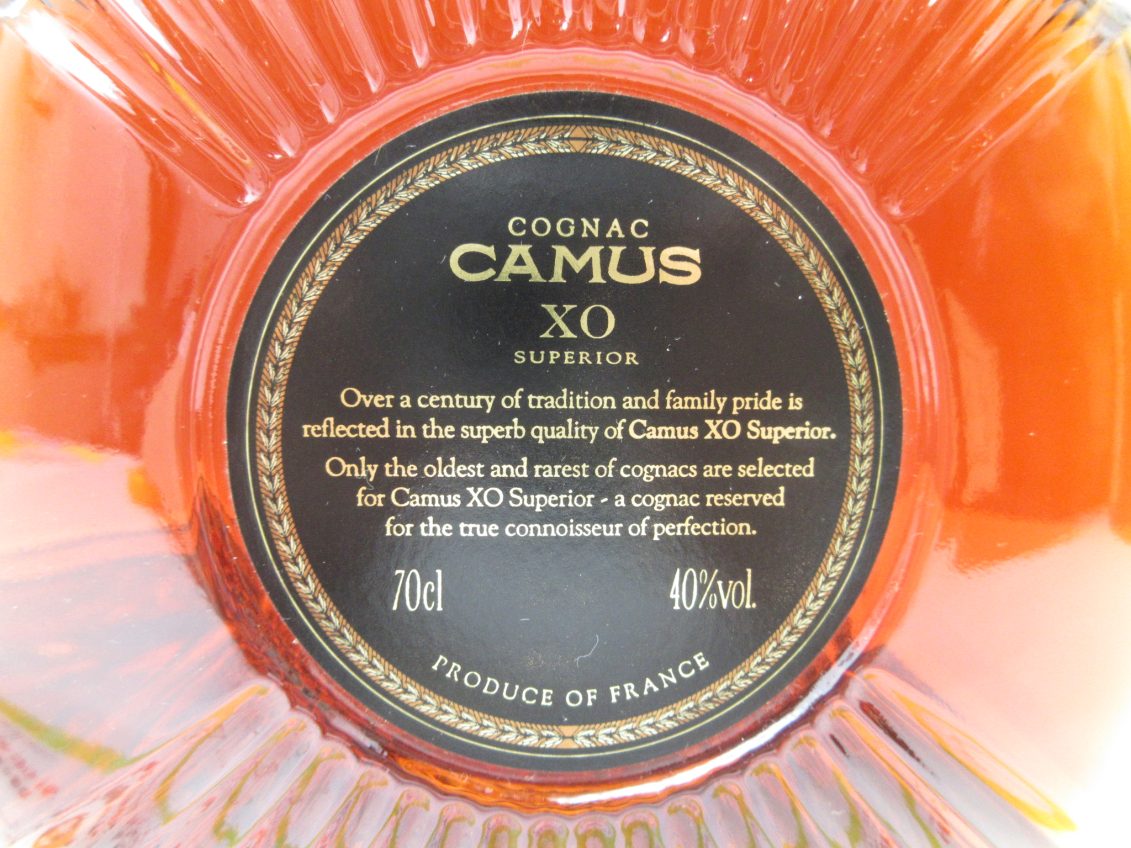 COGNAC
CAMUS
XO
SUPERIOR
Over a century of tradition and family pride is
reflected in the superb quality of Camus XO Superior.
Only the oldest and rarest of cognacs are selected
for Camus XO Superior - a cognac reserved
for the true connoisseur of perfection.
70cl 40%vol.
PRODUCE OF FRANCE